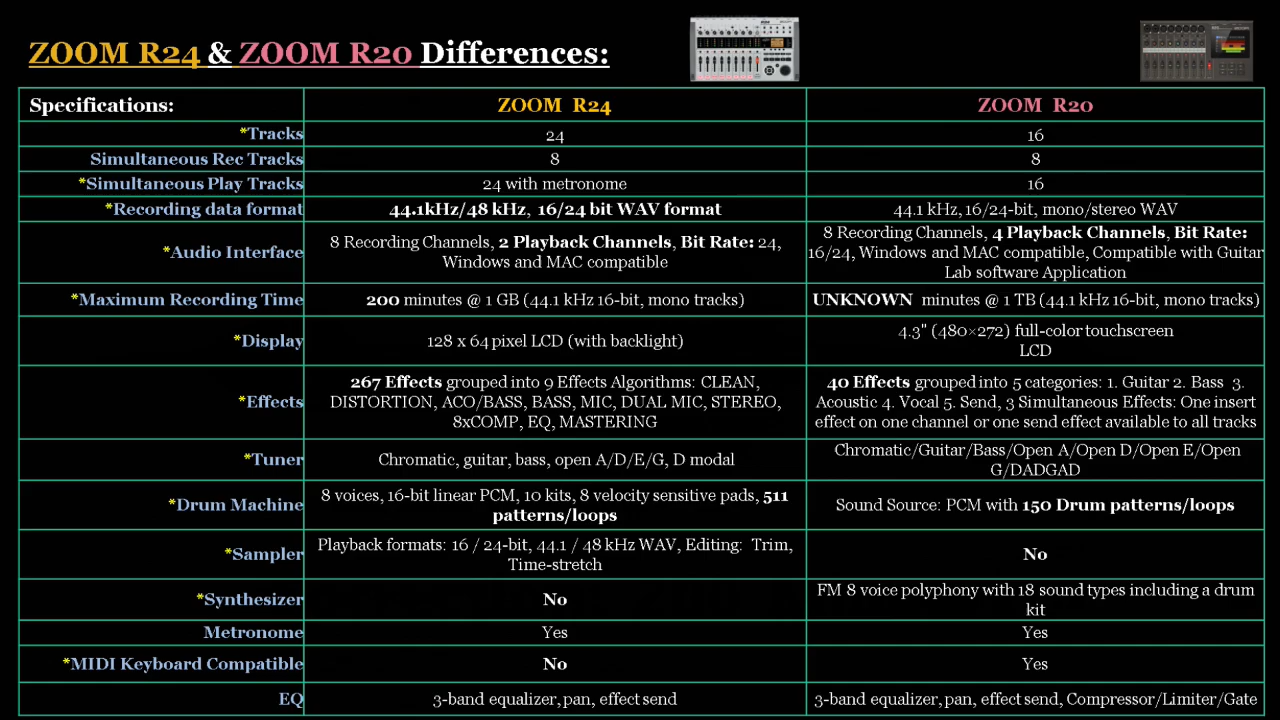 ZOOM R24 & ZOOM R20 Differences:
Specifications:
ZOOM R24
ZOOM R20
*Tracks
24
16
Simultaneous Rec Tracks
8
8
*Simultaneous Play Tracks
24 with metronome
16
*Recording data format
44.1kHz/48 kHz, 16/24 bit WAV format
44.1 kHz, 16/24-bit, mono/stereo WAV
*Audio Interface
8 Recording Channels, 2 Playback Channels, Bit Rate: 24,
Windows and MAC compatible
8 Recording Channels, 4 Playback Channels, Bit Rate:
16/24, Windows and MAC compatible, Compatible with Guitar
Lab software Application
*Maximum Recording Time
200 minutes @ 1 GB (44.1 kHz 16-bit, mono tracks)
UNKNOWN minutes @ 1 TB (44.1 kHz 16-bit, mono tracks)
*Display
128 x 64 pixel LCD (with backlight)
4.3" (480×272) full-color touchscreen
LCD
*Effects
267 Effects grouped into 9 Effects Algorithms: CLEAN,
DISTORTION, ACO/BASS, BASS, MIC, DUAL MIC, STEREO,
8xCOMP, EQ, MASTERING
40 Effects grouped into 5 categories: 1. Guitar 2. Bass 3.
Acoustic 4. Vocal 5. Send, 3 Simultaneous Effects: One insert
effect on one channel or one send effect available to all tracks
*Tuner
Chromatic, guitar, bass, open A/D/E/G, D modal
Chromatic/Guitar/Bass/Open A/Open D/Open E/Open
G/DADGAD
*Drum Machine
8 voices, 16-bit linear PCM, 10 kits, 8 velocity sensitive pads, 511
patterns/loops
Sound Source: PCM with 150 Drum patterns/loops
*Sampler
Playback formats: 16 / 24-bit, 44.1 / 48 kHz WAV, Editing: Trim,
Time-stretch
No
*Synthesizer
No
FM 8 voice polyphony with 18 sound types including a drum
kit
Metronome
Yes
Yes
*MIDI Keyboard Compatible
No
Yes
EQ
3-band equalizer, pan, effect send
3-band equalizer, pan, effect send, Compressor/Limiter/Gate